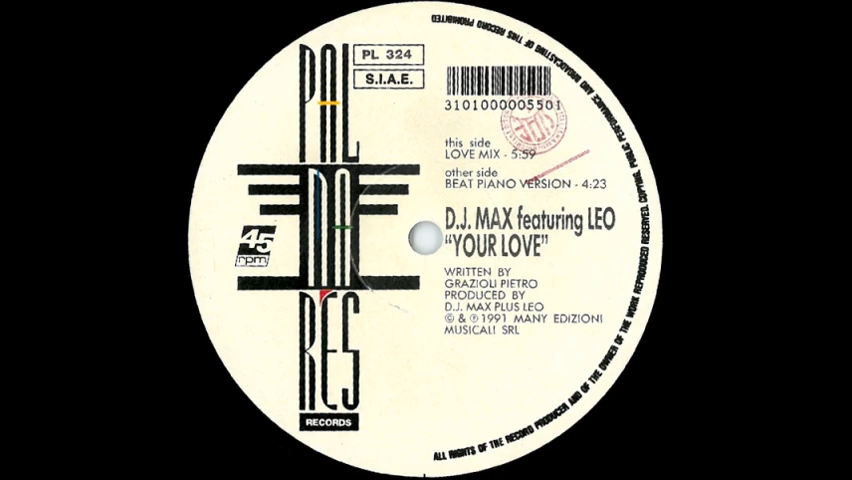 PAL
PL 324
S.I.A.E.
3101000005501
this side
LOVE MIX - 5:59
other side
BEAT PIANO VERSION - 4:23
DA
D.J. MAX featuring LEO
"YOUR LOVE"
45
rpm
WRITTEN BY
GRAZIOLI PIETRO
PRODUCED BY
D.J. MAX PLUS LEO
© & ℗ 1991 MANY EDIZIONI
MUSICALI SRL
RES
RECORDS
ALL RIGHTS OF THE RECORD PRODUCER AND OF THE OWNER OF THE WORK REPRODUCED RESERVED. COPYING, PUBLIC PERFORMANCE AND BROADCASTING OF THIS RECORD PROHIBITED